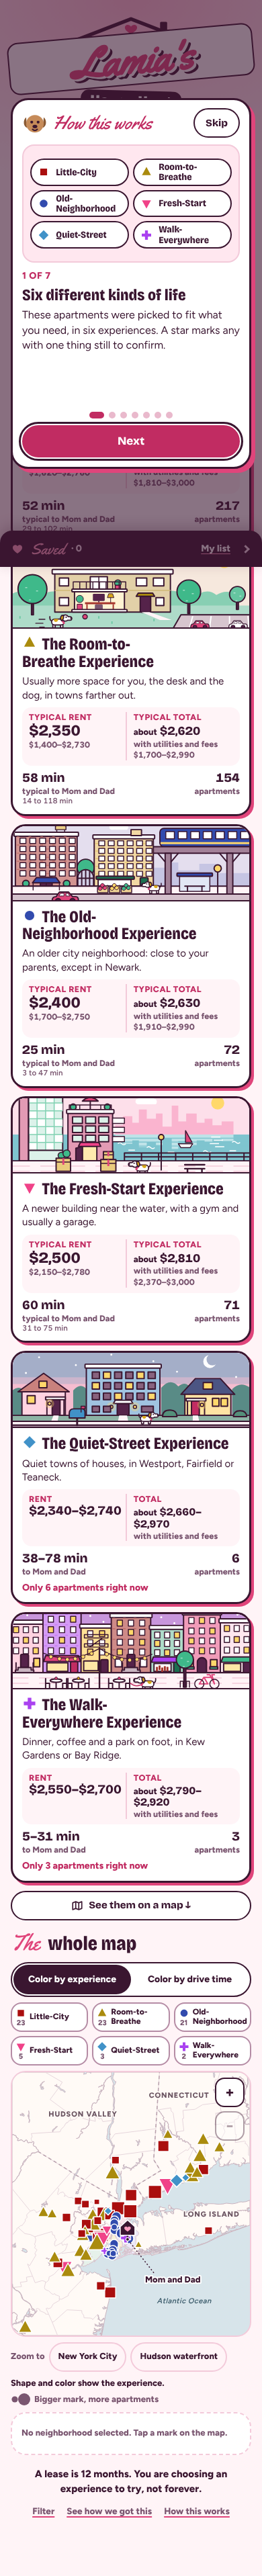 Lamia's
How this works
Skip
Little-City
Room-to-
Breathe
Old-
Neighborhood
Fresh-Start
Quiet-Street
Walk-
Everywhere
1 OF 7
Six different kinds of life
These apartments were picked to fit what
you need, in six experiences. A star marks any
with one thing still to confirm.
Next
$1,810–$3,000
52 min
217
typical to Mom and Dad
apartments
29 to 102 min
Saved · 0
My list
The Room-to-
Breathe Experience
Usually more space for you, the desk and the
dog, in towns farther out.
TYPICAL RENT
$2,350
$1,400–$2,730
TYPICAL TOTAL
about $2,620
with utilities and fees
$1,700–$2,990
58 min
154
typical to Mom and Dad
apartments
14 to 118 min
The Old-
Neighborhood Experience
An older city neighborhood: close to your
parents, except in Newark.
TYPICAL RENT
$2,400
$1,700–$2,750
TYPICAL TOTAL
about $2,630
with utilities and fees
$1,910–$2,990
25 min
72
typical to Mom and Dad
apartments
3 to 47 min
The Fresh-Start Experience
A newer building near the water, with a gym and
usually a garage.
TYPICAL RENT
$2,500
$2,150–$2,780
TYPICAL TOTAL
about $2,810
with utilities and fees
$2,370–$3,000
60 min
71
typical to Mom and Dad
apartments
31 to 75 min
The Quiet-Street Experience
Quiet towns of houses, in Westport, Fairfield or
Teaneck.
RENT
$2,340–$2,740
TOTAL
about $2,660–
$2,970
with utilities and fees
38–78 min
6
to Mom and Dad
apartments
Only 6 apartments right now
The Walk-
Everywhere Experience
Dinner, coffee and a park on foot, in Kew
Gardens or Bay Ridge.
RENT
$2,550–$2,700
TOTAL
about $2,790–
$2,920
with utilities and fees
5–31 min
3
to Mom and Dad
apartments
Only 3 apartments right now
See them on a map ↓
The whole map
Color by experience
Color by drive time
23 Little-City
23 Room-to-
Breathe
21 Old-
Neighborhood
5 Fresh-Start
3 Quiet-Street
2 Walk-
Everywhere
CONNECTICUT
+
−
HUDSON VALLEY
LONG ISLAND
Mom and Dad
Atlantic Ocean
Zoom to
New York City
Hudson waterfront
Shape and color show the experience.
Bigger mark, more apartments
No neighborhood selected. Tap a mark on the map.
A lease is 12 months. You are choosing an
experience to try, not forever.
Filter
See how we got this
How this works